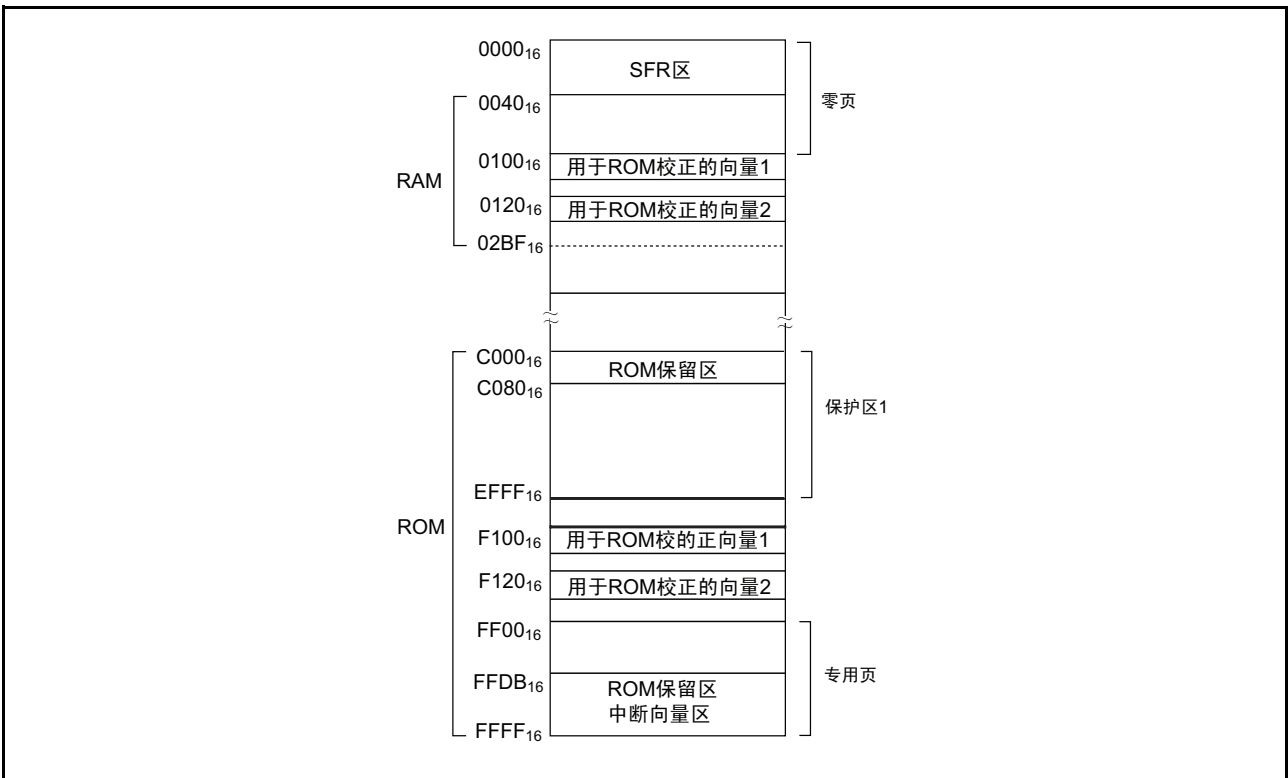 0000₁₆
SFR区
0040₁₆
零页
0100₁₆
用于ROM校正的向量1
RAM
0120₁₆
用于ROM校正的向量2
02BF₁₆
C000₁₆
ROM保留区
C080₁₆
保护区1
EFFF₁₆
ROM
F100₁₆
用于ROM校的正向量1
F120₁₆
用于ROM校正的向量2
FF00₁₆
专用页
FFDB₁₆
ROM保留区
中断向量区
FFFF₁₆